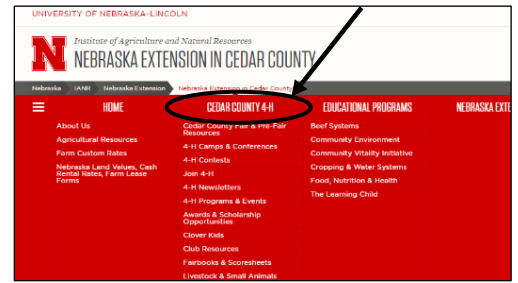 UNIVERSITY OF NEBRASKA–LINCOLN
N
Institute of Agriculture and Natural Resources
NEBRASKA EXTENSION IN CEDAR COUNTY
Nebraska IANR Nebraska Extension Nebraska Extension in Cedar County
HOME CEDAR COUNTY 4-H EDUCATIONAL PROGRAMS NEBRASKA EXTE
About Us
Agricultural Resources
Farm Custom Rates
Nebraska Land Values, Cash
Rental Rates, Farm Lease
Forms
Cedar County Fair & Pre-Fair
Resources
4-H Camps & Conferences
4-H Contests
Join 4-H
4-H Newsletters
4-H Programs & Events
Awards & Scholarship
Opportunities
Clover Kids
Club Resources
Fairbooks & Scoresheets
Livestock & Small Animals
Beef Systems
Community Environment
Community Vitality Initiative
Cropping & Water Systems
Food, Nutrition & Health
The Learning Child